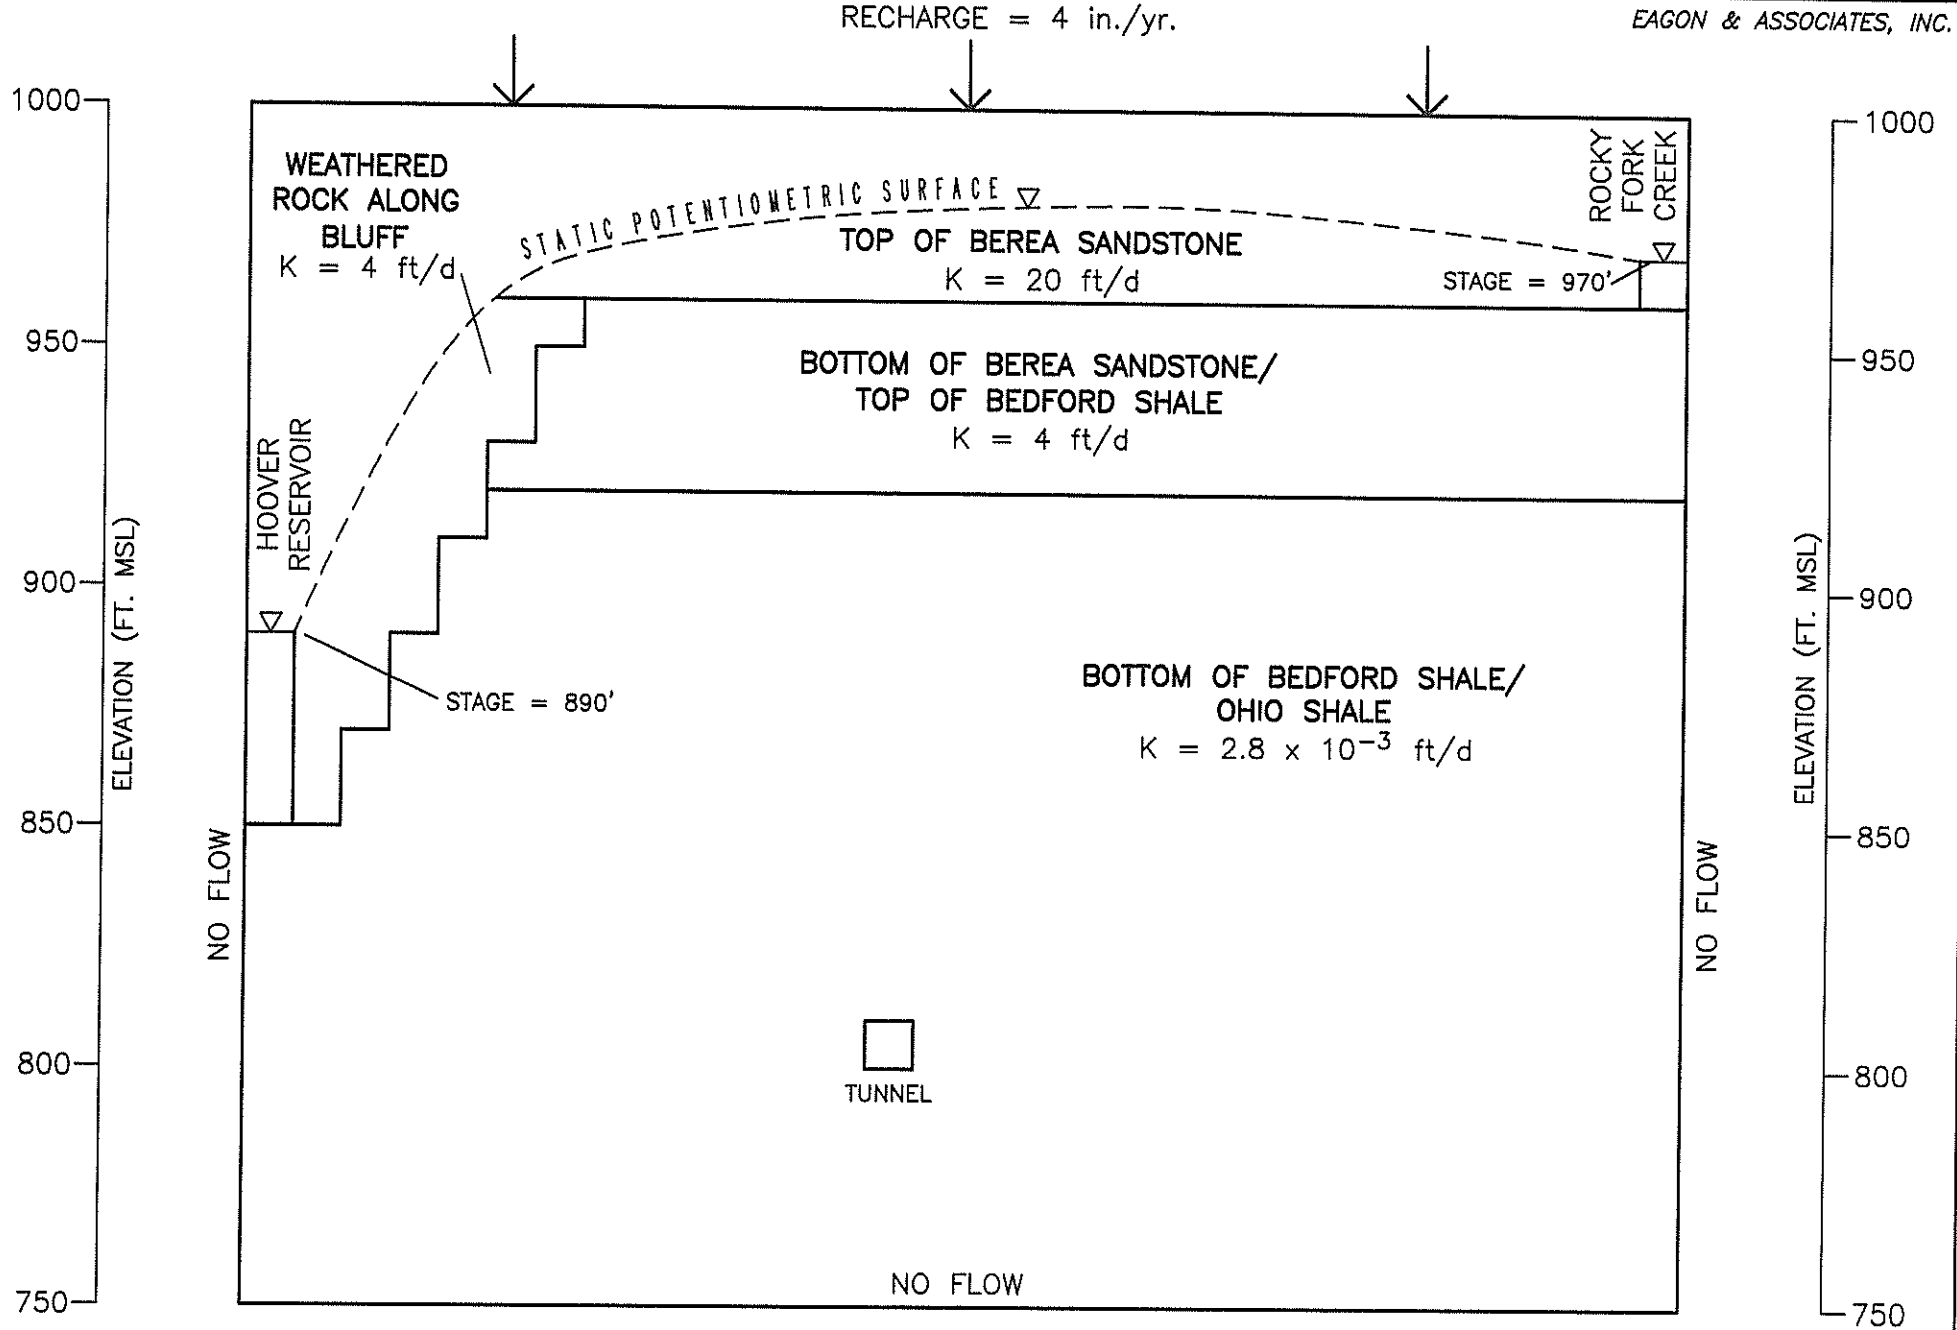 RECHARGE = 4 in./yr.
EAGON & ASSOCIATES, INC.
1000
950
900
850
800
750
ELEVATION (FT. MSL)
WEATHERED
ROCK ALONG
BLUFF
K = 4 ft/d
STATIC POTENTIOMETRIC SURFACE
TOP OF BEREA SANDSTONE
K = 20 ft/d
ROCKY
FORK
CREEK
STAGE = 970'
BOTTOM OF BEREA SANDSTONE/
TOP OF BEDFORD SHALE
K = 4 ft/d
HOOVER
RESERVOIR
STAGE = 890'
BOTTOM OF BEDFORD SHALE/
OHIO SHALE
K = 2.8 x 10⁻³ ft/d
NO FLOW
TUNNEL
NO FLOW
NO FLOW
1000
950
900
850
800
750
ELEVATION (FT. MSL)